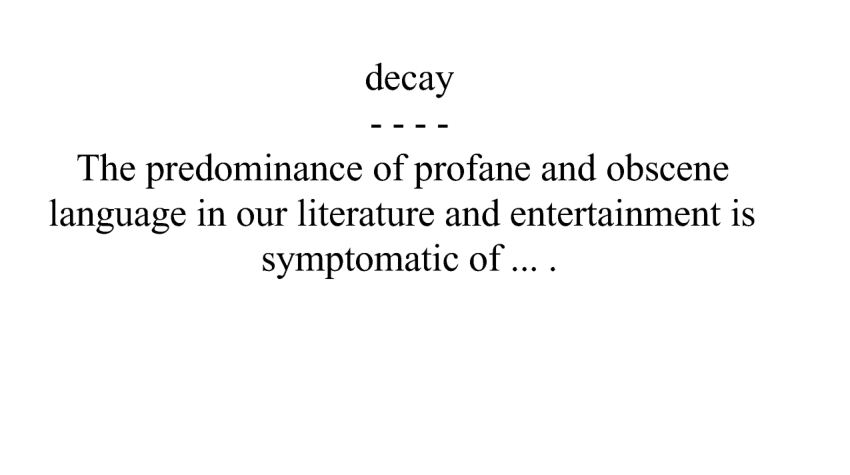 decay
- - - -
The predominance of profane and obscene
language in our literature and entertainment is
symptomatic of ... .